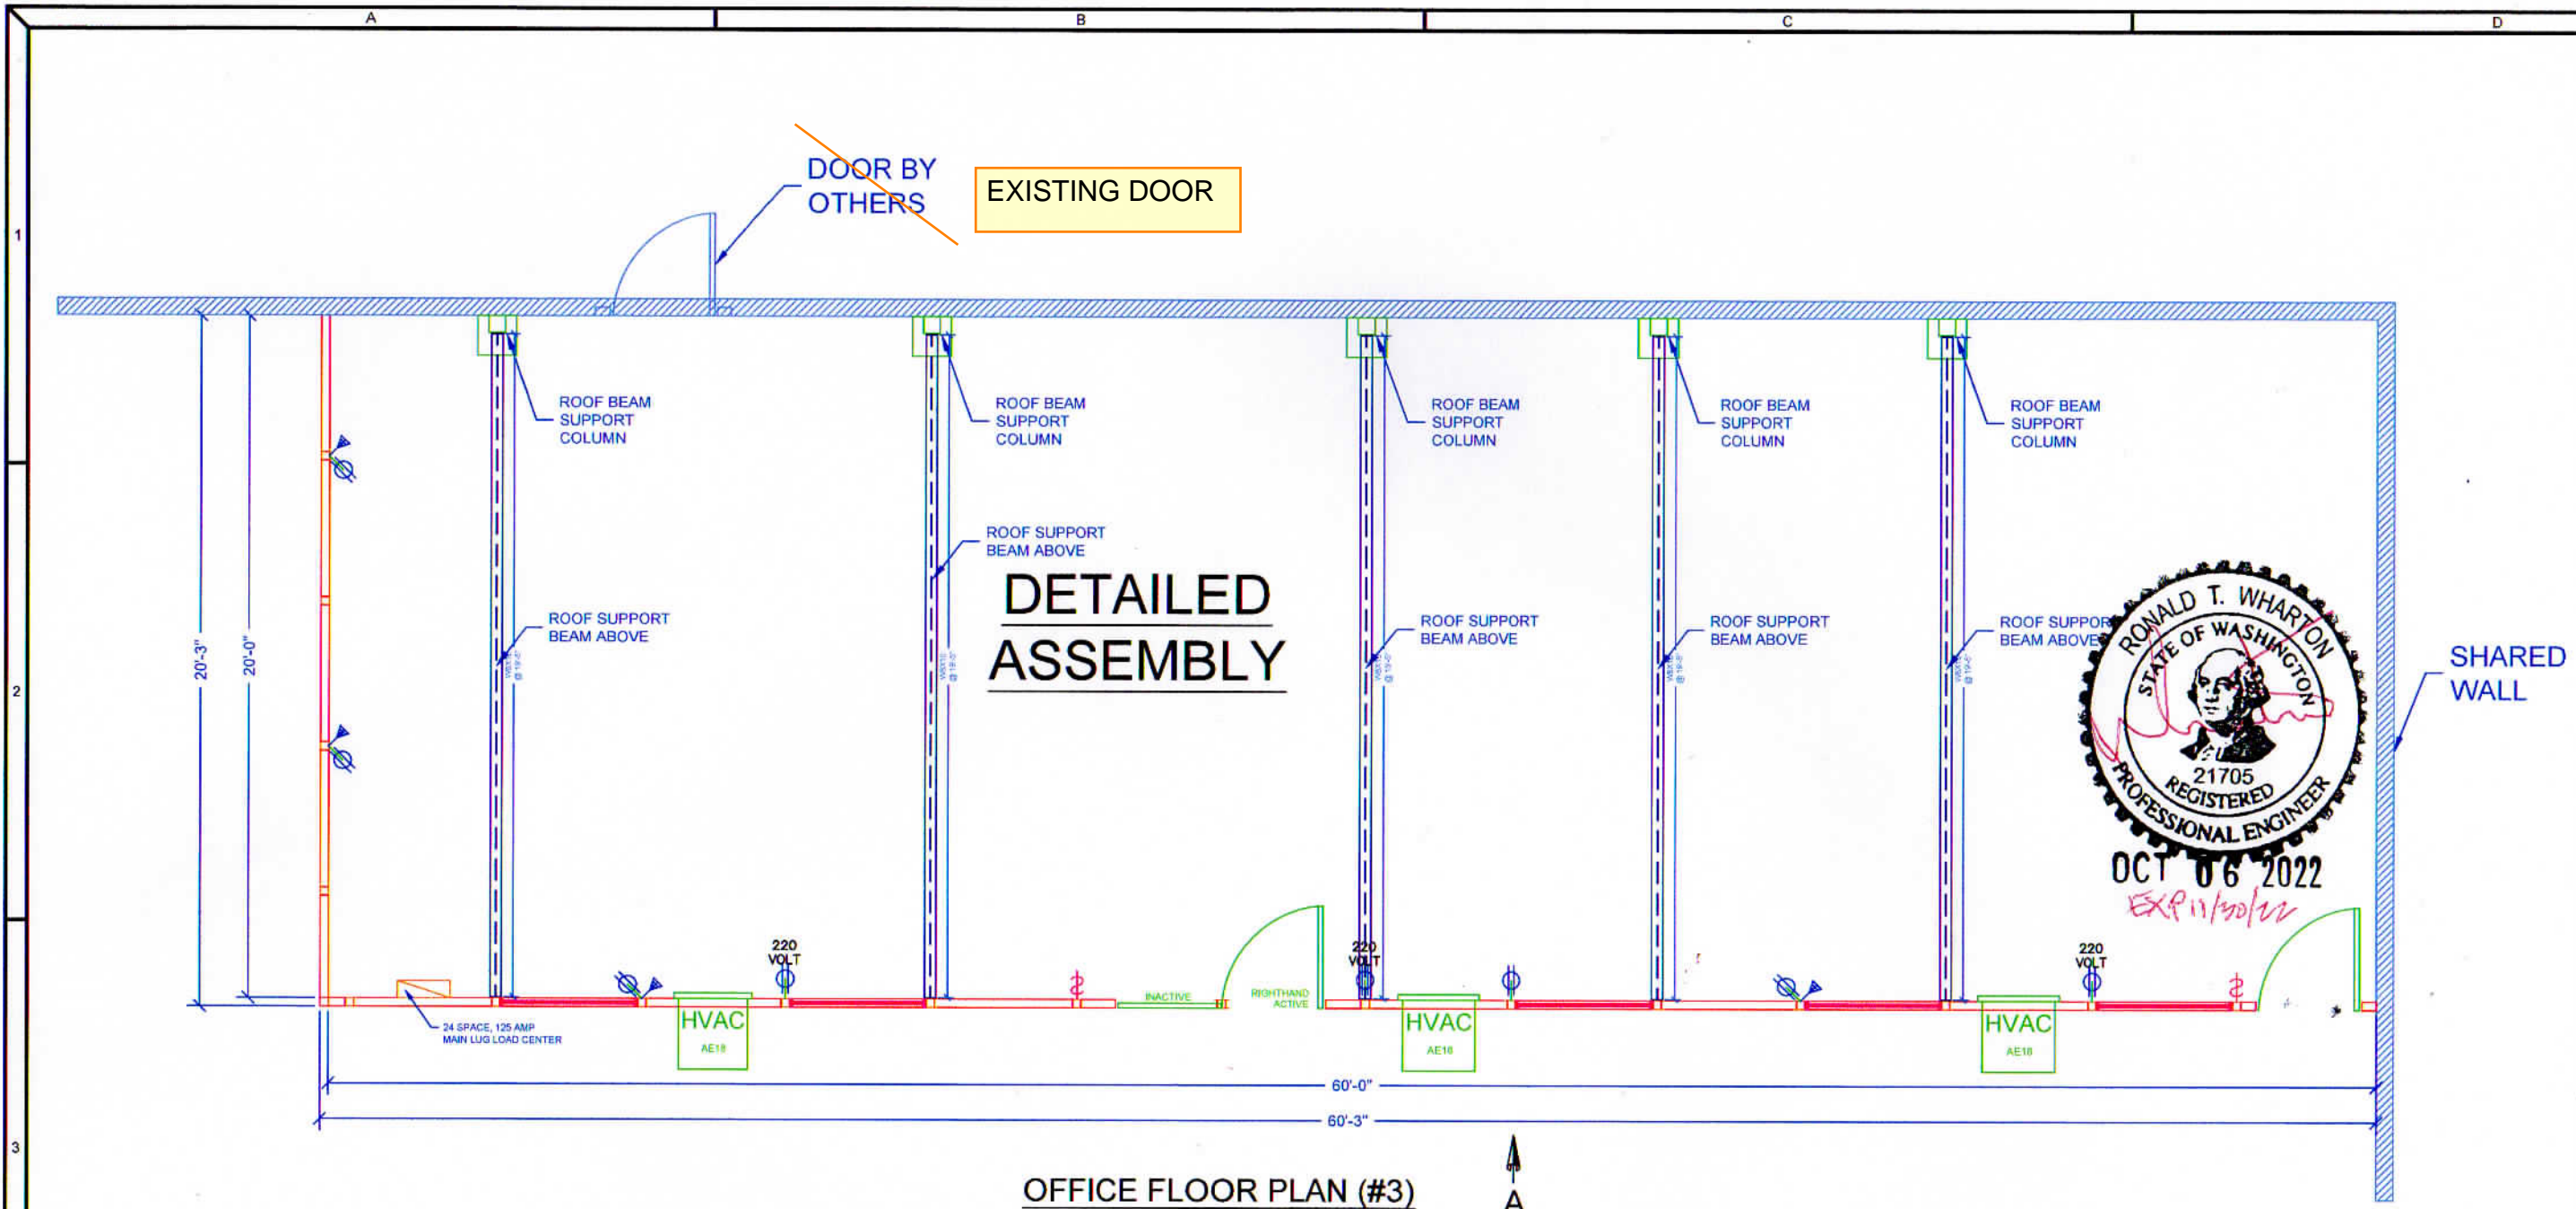 A
B
C
D
1
2
3
DOOR BY
OTHERS
EXISTING DOOR
ROOF BEAM
SUPPORT
COLUMN
ROOF BEAM
SUPPORT
COLUMN
ROOF BEAM
SUPPORT
COLUMN
ROOF BEAM
SUPPORT
COLUMN
ROOF BEAM
SUPPORT
COLUMN
ROOF SUPPORT
BEAM ABOVE
DETAILED
ASSEMBLY
ROOF SUPPORT
BEAM ABOVE
ROOF SUPPORT
BEAM ABOVE
ROOF SUPPORT
BEAM ABOVE
ROOF SUPPORT
BEAM ABOVE
20'-3"
20'-0"
RONALD T. WHARTON
STATE OF WASHINGTON
21705
REGISTERED
PROFESSIONAL ENGINEER
OCT 06 2022
EXP 11/30/22
SHARED
WALL
220
VOLT
220
VOLT
220
VOLT
INACTIVE
RIGHTHAND
ACTIVE
24 SPACE, 125 AMP
MAIN LUG LOAD CENTER
HVAC
AE18
HVAC
AE18
HVAC
AE18
60'-0"
60'-3"
OFFICE FLOOR PLAN (#3)
A